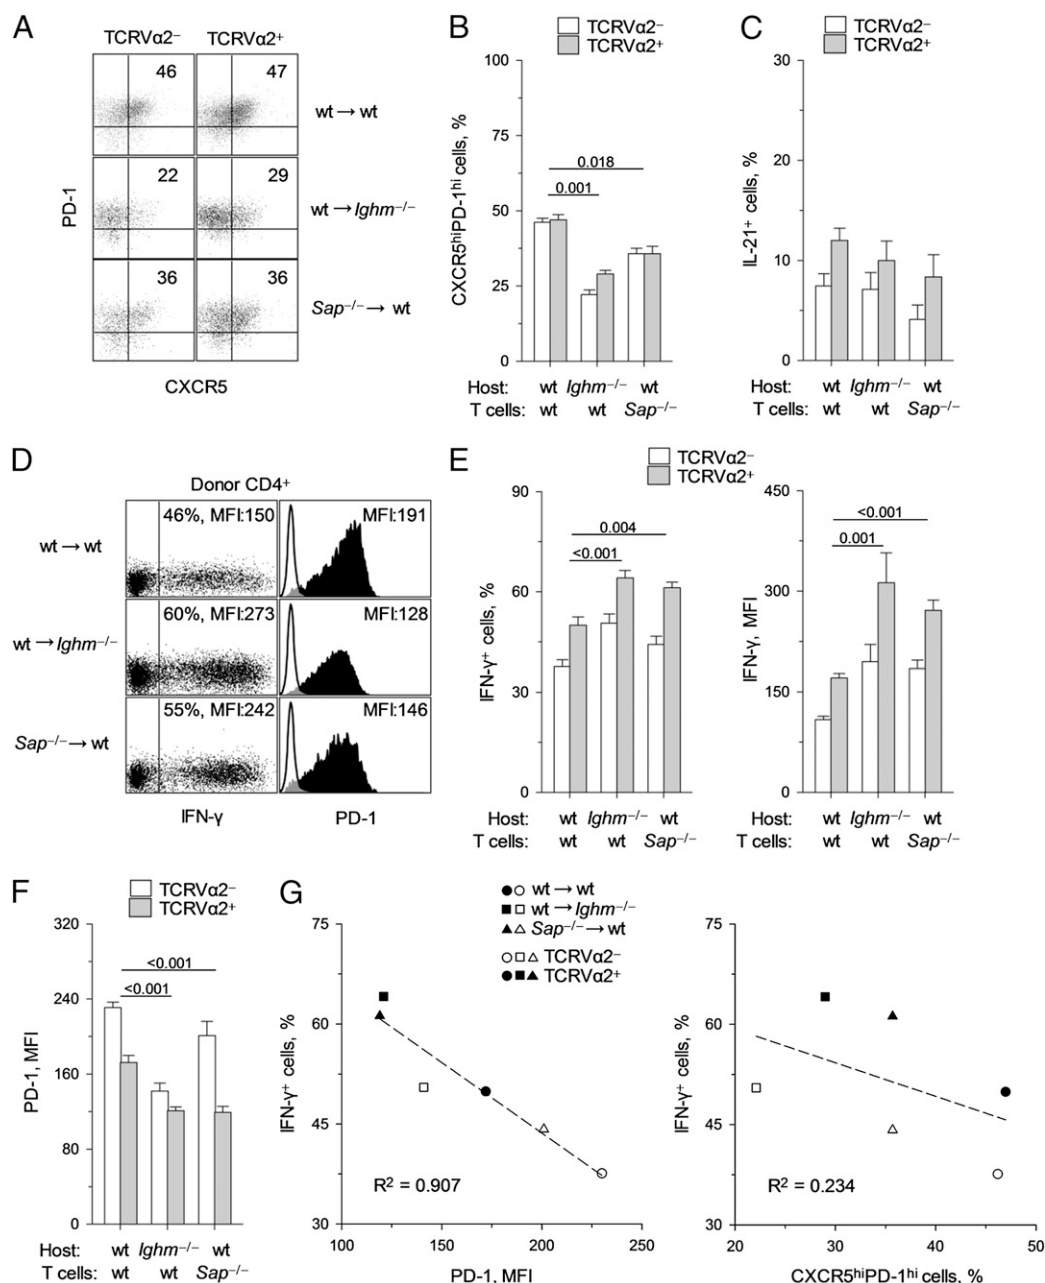 A
TCRVα2⁻ TCRVα2⁺
46 47
wt → wt
22 29
wt → Ighm⁻/⁻
36 36
Sap⁻/⁻ → wt
PD-1
CXCR5
B
TCRVα2⁻
TCRVα2⁺
CXCR5ʰⁱPD-1ʰⁱ cells, %
100
75
50
25
0
0.018
0.001
Host: wt Ighm⁻/⁻ wt
T cells: wt wt Sap⁻/⁻
C
TCRVα2⁻
TCRVα2⁺
IL-21⁺ cells, %
30
20
10
0
Host: wt Ighm⁻/⁻ wt
T cells: wt wt Sap⁻/⁻
D
Donor CD4⁺
wt → wt
46%, MFI:150 MFI:191
wt → Ighm⁻/⁻
60%, MFI:273 MFI:128
Sap⁻/⁻ → wt
55%, MFI:242 MFI:146
IFN-γ PD-1
E
TCRVα2⁻
TCRVα2⁺
IFN-γ⁺ cells, %
90
60
30
0
0.004
<0.001
Host: wt Ighm⁻/⁻ wt
T cells: wt wt Sap⁻/⁻
IFN-γ, MFI
450
300
150
0
<0.001
0.001
Host: wt Ighm⁻/⁻ wt
T cells: wt wt Sap⁻/⁻
F
TCRVα2⁻
TCRVα2⁺
PD-1, MFI
320
240
160
80
0
<0.001
<0.001
Host: wt Ighm⁻/⁻ wt
T cells: wt wt Sap⁻/⁻
G
wt → wt
wt → Ighm⁻/⁻
Sap⁻/⁻ → wt
TCRVα2⁻
TCRVα2⁺
IFN-γ⁺ cells, %
75
60
45
30
R² = 0.907
100 150 200 250
PD-1, MFI
IFN-γ⁺ cells, %
75
60
45
30
R² = 0.234
20 30 40 50
CXCR5ʰⁱPD-1ʰⁱ cells, %